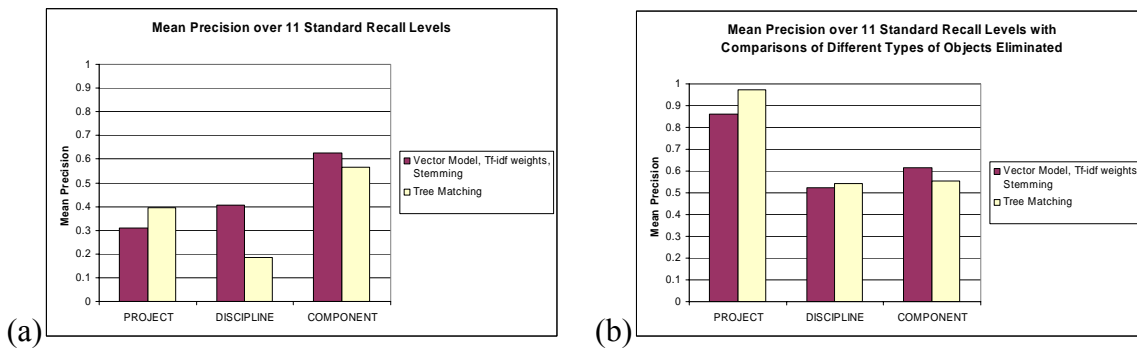 Mean Precision over 11 Standard Recall Levels
1
0.9
0.8
0.7
0.6
0.5
0.4
0.3
0.2
0.1
0
Mean Precision
PROJECT DISCIPLINE COMPONENT
Vector Model, Tf-idf weights,
Stemming
Tree Matching
(a)
Mean Precision over 11 Standard Recall Levels with
Comparisons of Different Types of Objects Eliminated
1
0.9
0.8
0.7
0.6
0.5
0.4
0.3
0.2
0.1
0
Mean Precision
PROJECT DISCIPLINE COMPONENT
Vector Model, Tf-idf weights,
Stemming
Tree Matching
(b)